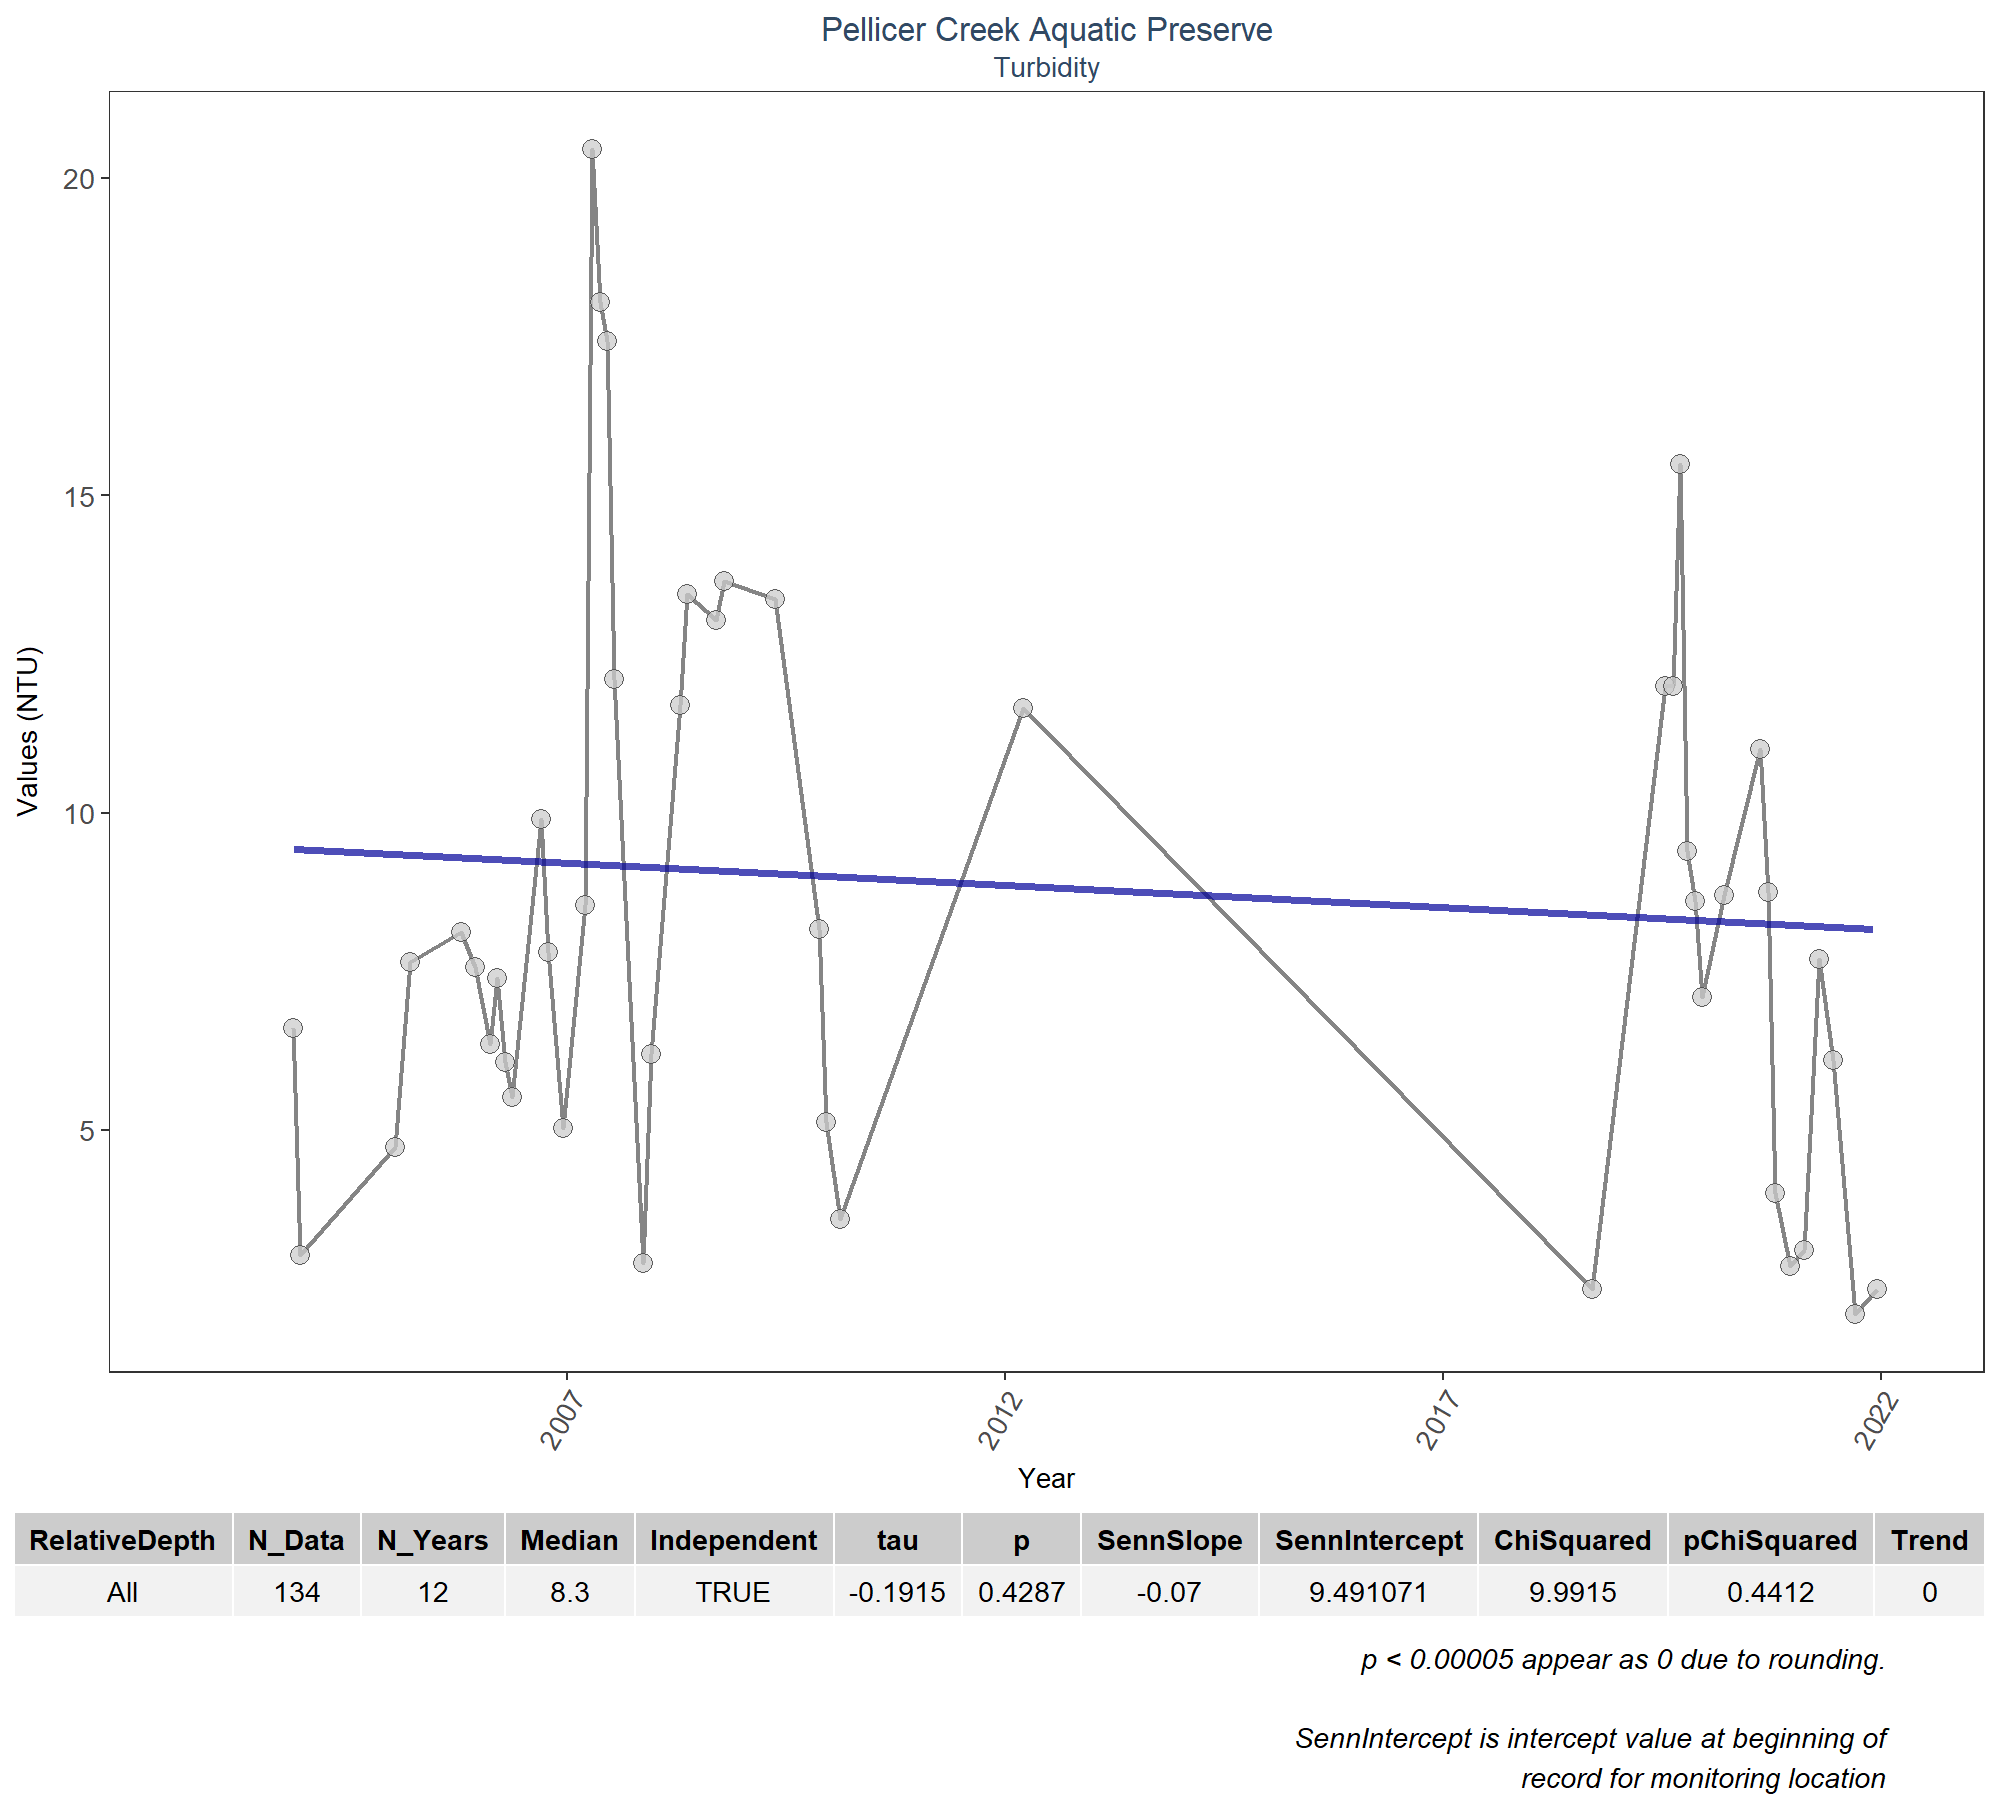 Pellicer Creek Aquatic Preserve
Turbidity
20
15
10
5
Values (NTU)
2007
2012
2017
2022
Year
RelativeDepth N_Data N_Years Median Independent tau p SennSlope SennIntercept ChiSquared pChiSquared Trend
All 134 12 8.3 TRUE -0.1915 0.4287 -0.07 9.491071 9.9915 0.4412 0
p < 0.00005 appear as 0 due to rounding.
SennIntercept is intercept value at beginning of
record for monitoring location